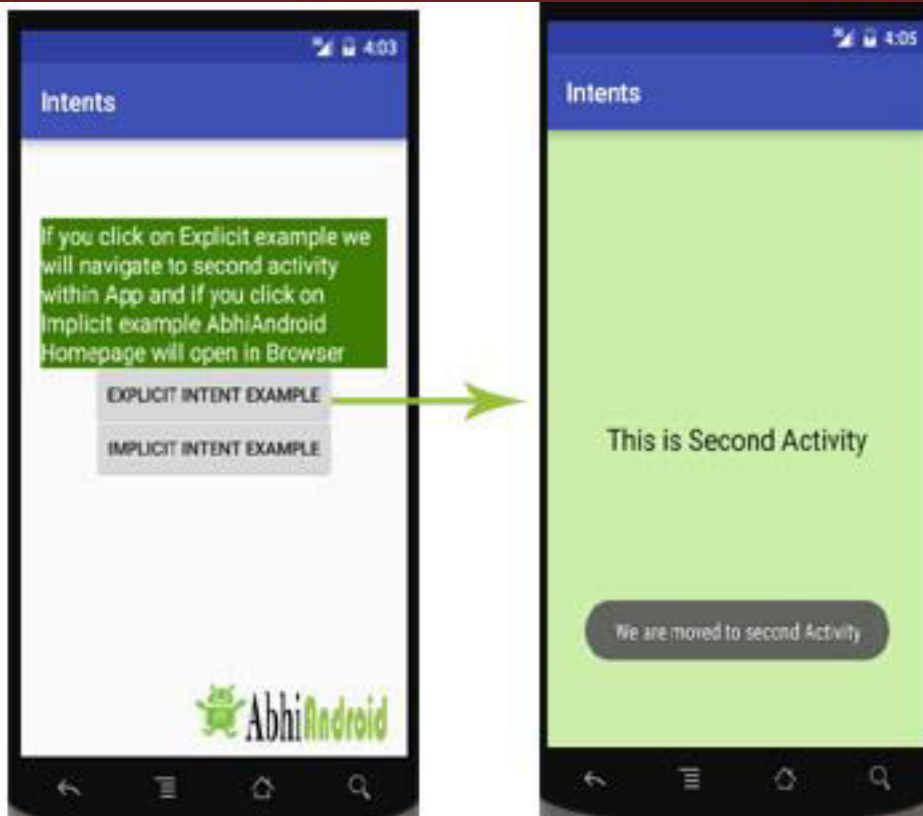 4:03
Intents
If you click on Explicit example we
will navigate to second activity
within App and if you click on
Implicit example AbhiAndroid
Homepage will open in Browser
EXPLICIT INTENT EXAMPLE
IMPLICIT INTENT EXAMPLE
AbhiAndroid
4:05
Intents
This is Second Activity
We are moved to second Activity